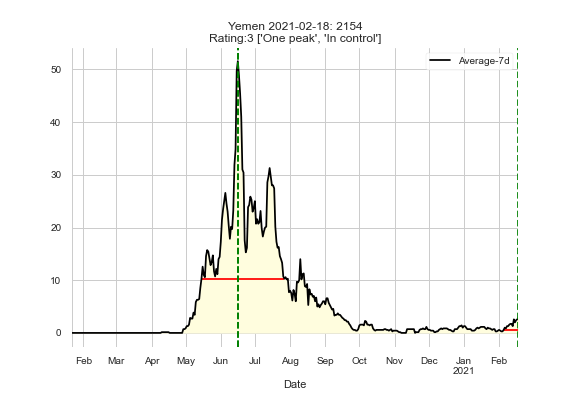 Yemen 2021-02-18: 2154
Rating:3 ['One peak', 'In control']
Average-7d
50
40
30
20
10
0
Feb Mar Apr May Jun Jul Aug Sep Oct Nov Dec Jan Feb
2021
Date